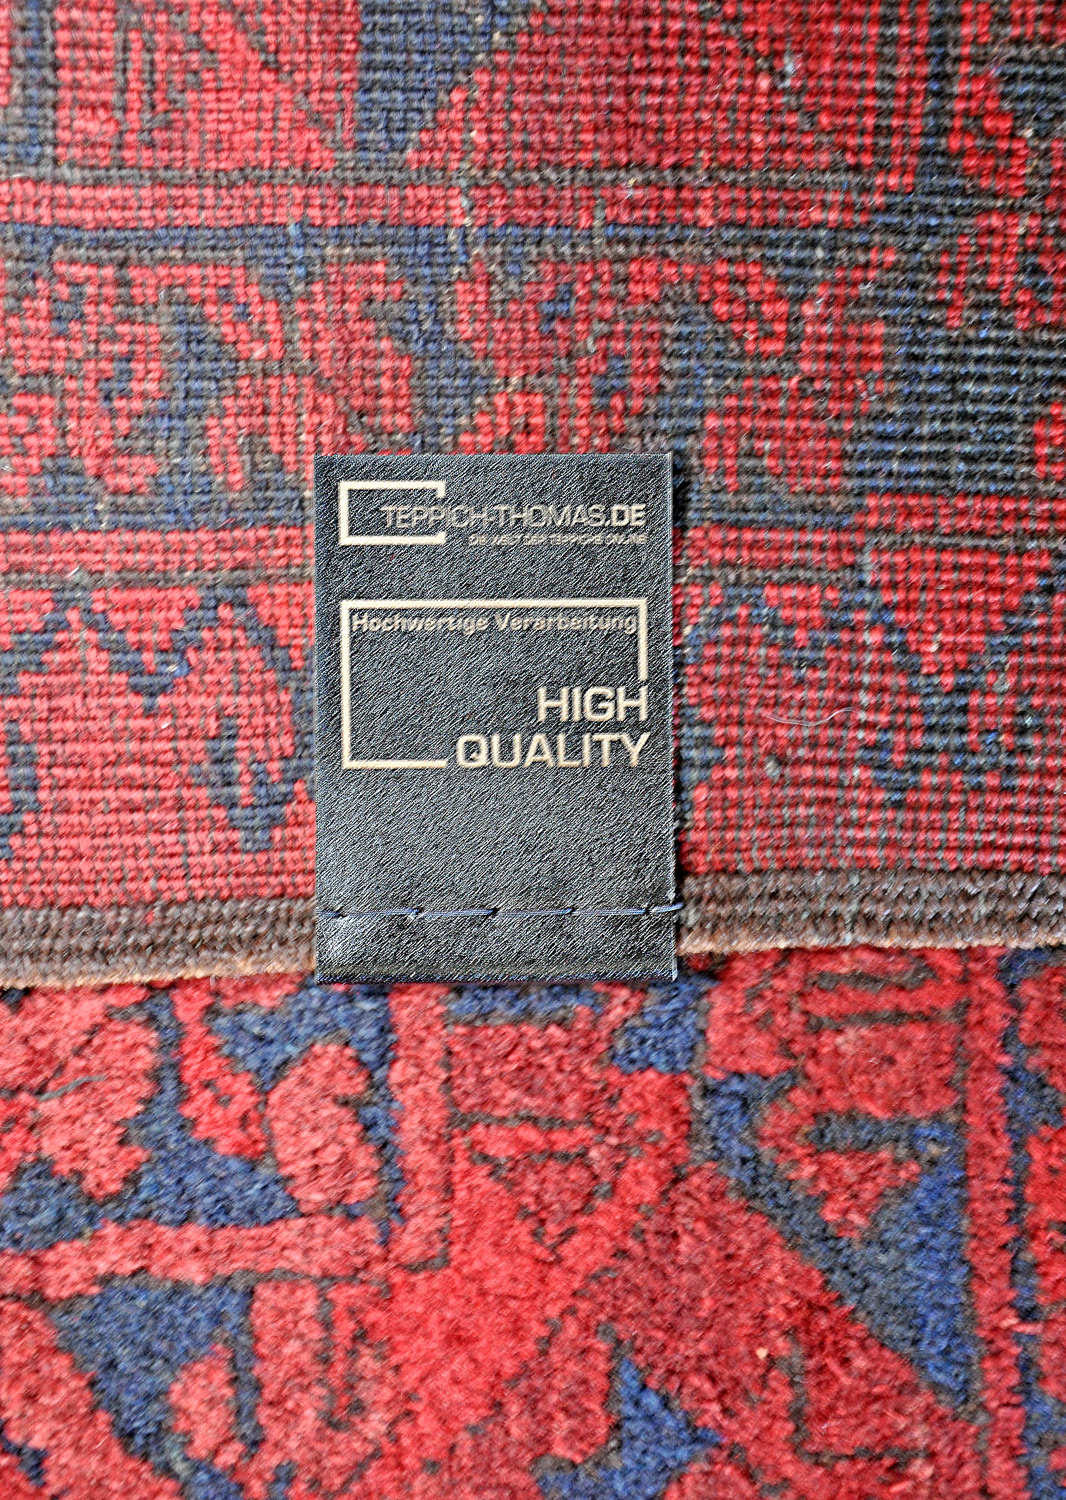 TEPPICH-THOMAS.DE
DIE WELT DER TEPPICHE ONLINE
Hochwertige Verarbeitung
HIGH
QUALITY